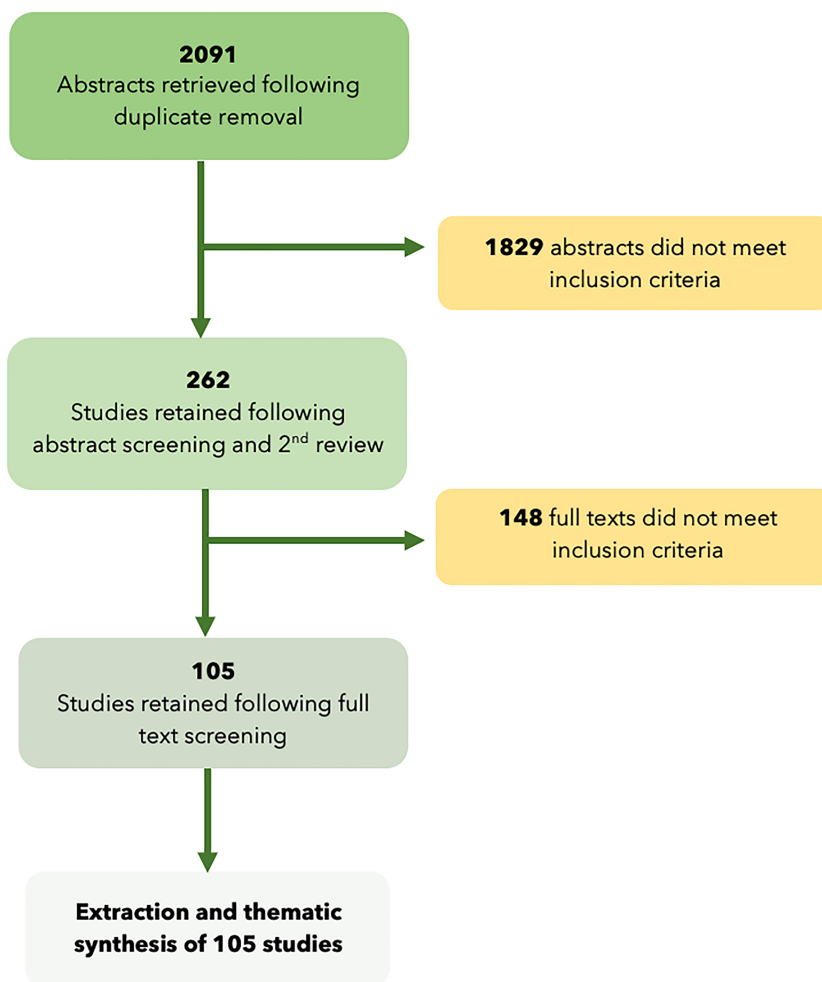 2091
Abstracts retrieved following
duplicate removal
1829 abstracts did not meet
inclusion criteria
262
Studies retained following
abstract screening and 2nd review
148 full texts did not meet
inclusion criteria
105
Studies retained following full
text screening
Extraction and thematic
synthesis of 105 studies